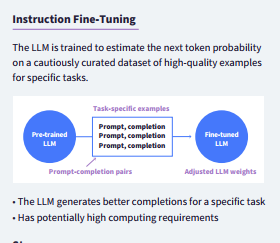 Instruction Fine-Tuning
The LLM is trained to estimate the next token probability
on a cautiously curated dataset of high-quality examples
for specific tasks.
Task-specific examples
Pre-trained
LLM
Prompt, completion
Prompt, completion
Prompt, completion
Fine-tuned
LLM
Prompt-completion pairs
Adjusted LLM weights
• The LLM generates better completions for a specific task
• Has potentially high computing requirements